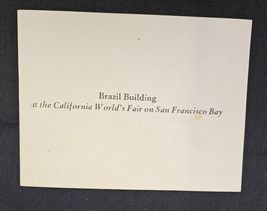 Brazil Building
at the California World's Fair on San Francisco Bay